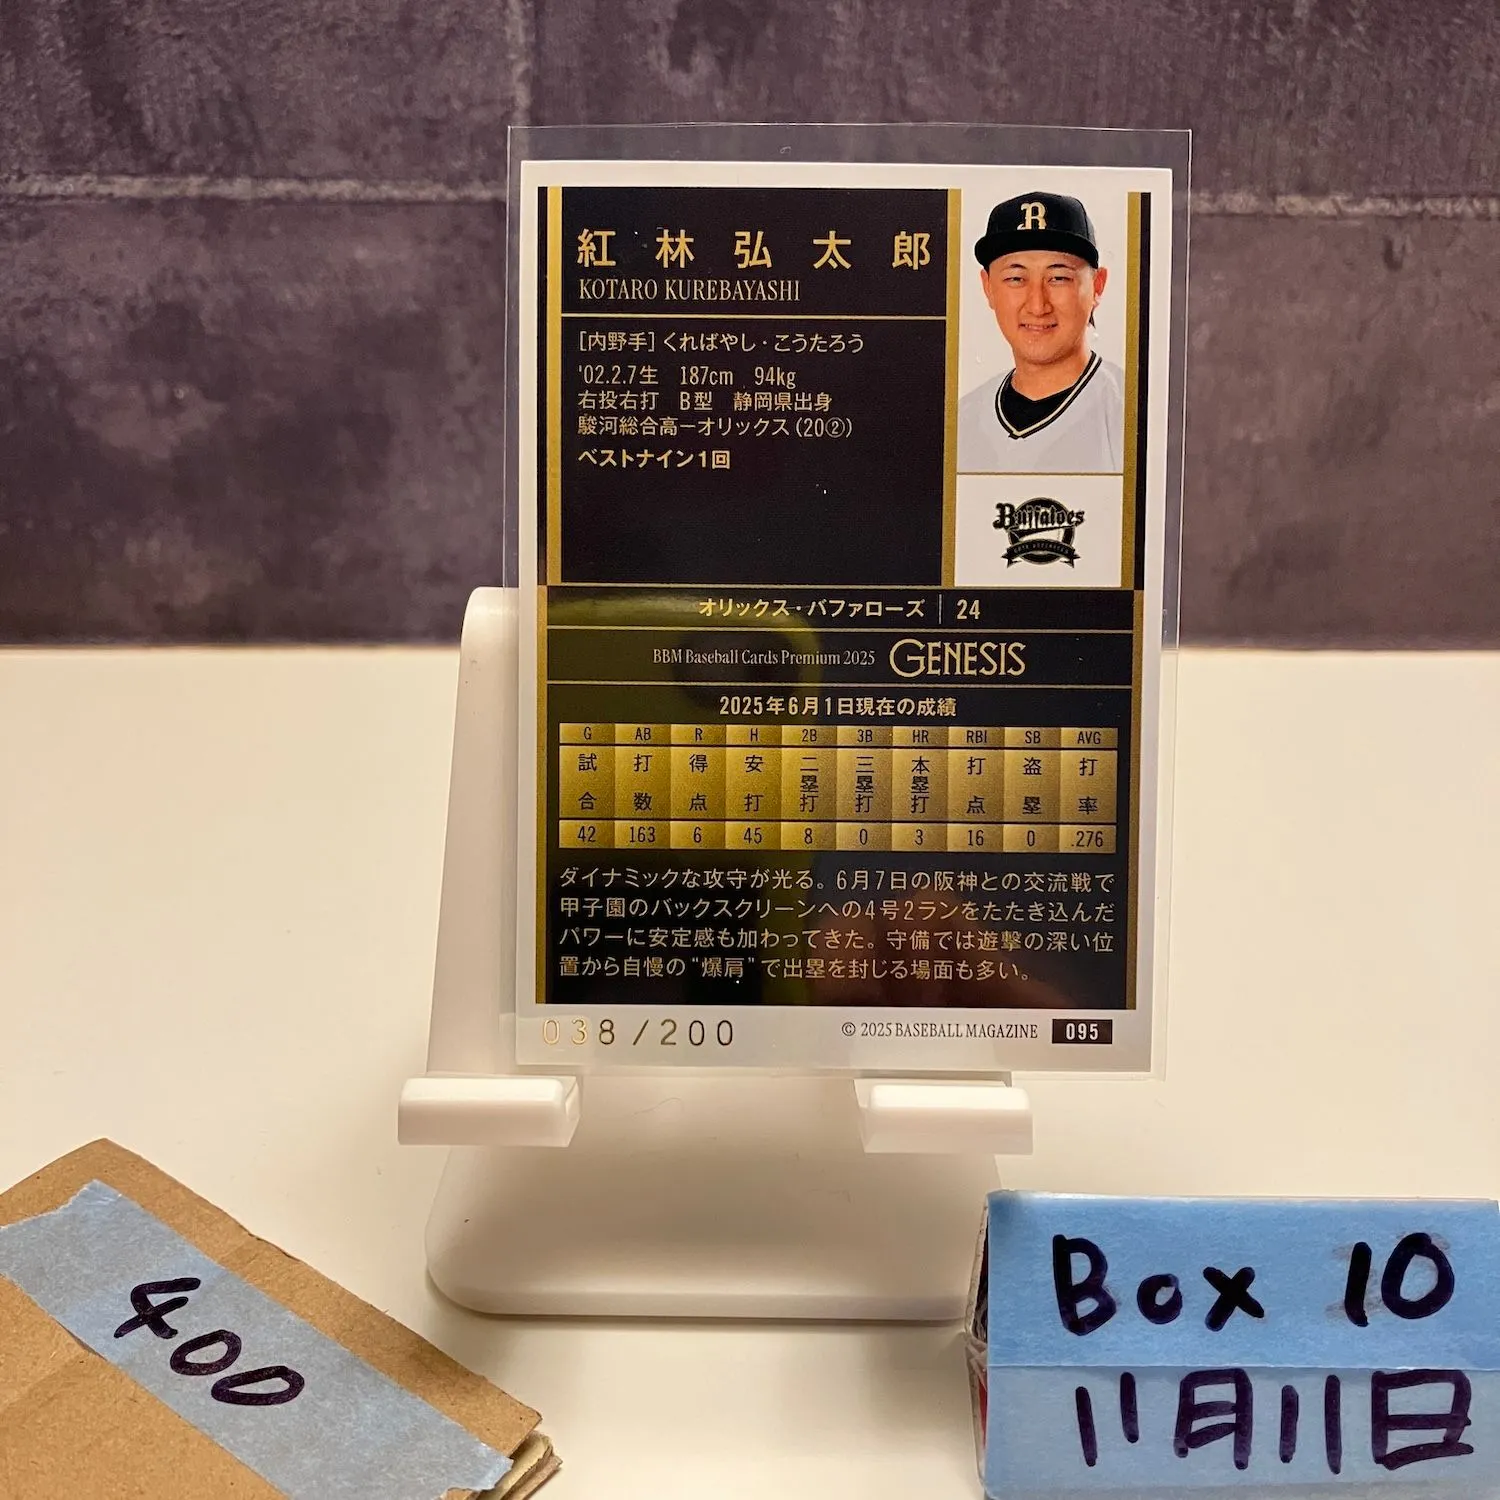 紅林弘太郎
KOTARO KUREBAYASHI
[内野手] くればやし・こうたろう
'02.2.7生 187cm 94kg
右投右打 B型 静岡県出身
駿河総合高ーオリックス(20②)
ベストナイン1回
B
Buffaloes
オリックス・バファローズ 24
BBM Baseball Cards Premium 2025 GENESIS
2025年6月1日現在の成績
G AB R H 2B 3B HR RBI SB AVG
試合 打数 得点 安打 二塁打 三塁打 本塁打 打点 盗塁 打率
42 163 6 45 8 0 3 16 0 .276
ダイナミックな攻守が光る。6月7日の阪神との交流戦で
甲子園のバックスクリーンへの4号2ランをたたき込んだ
パワーに安定感も加わってきた。守備では遊撃の深い位
置から自慢の“爆肩”で出塁を封じる場面も多い。
038/200
© 2025 BASEBALL MAGAZINE 095
400
Box 10
11月11日